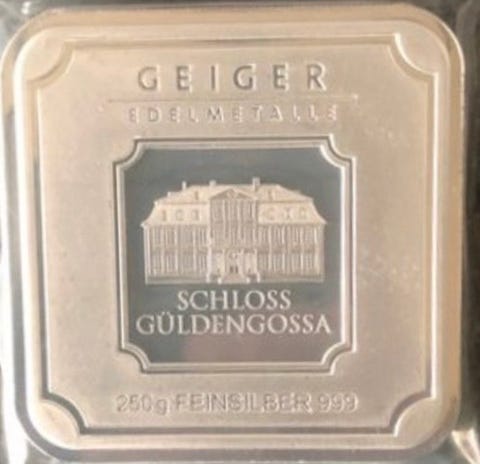 GEIGER
EDELMETALLE
SCHLOSS
GÜLDENGOSSA
250g FEINSILBER 999